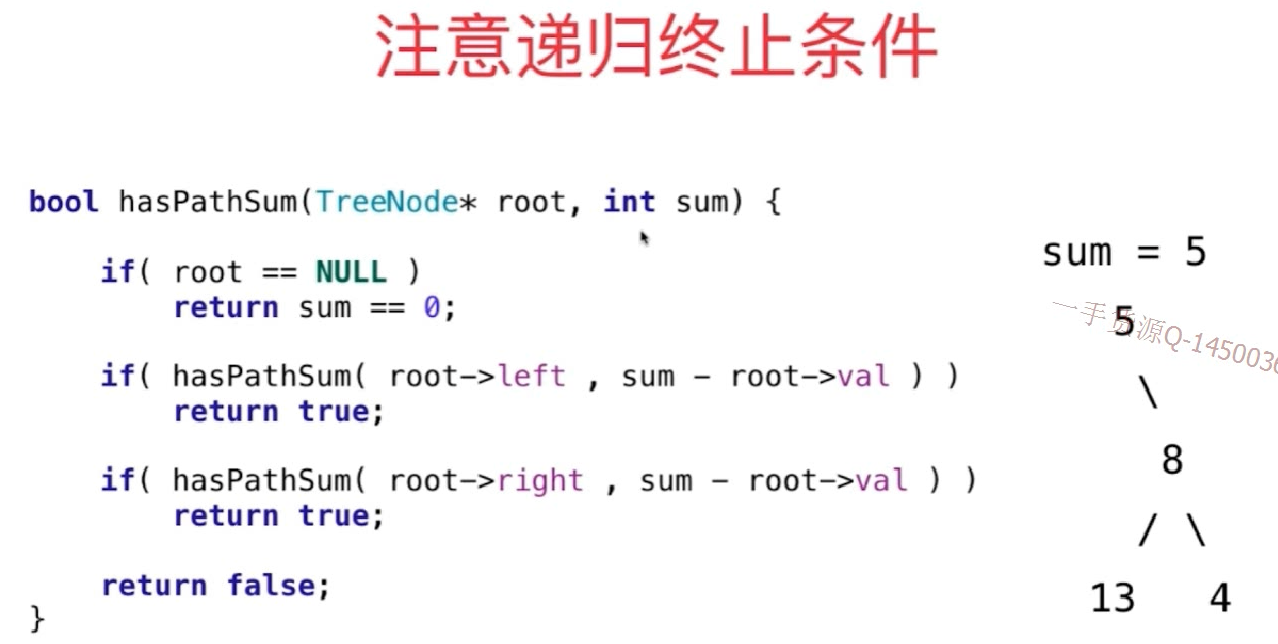 注意递归终止条件
bool hasPathSum(TreeNode* root, int sum) {
if( root == NULL )
return sum == 0;
if( hasPathSum( root->left , sum - root->val ) )
return true;
if( hasPathSum( root->right , sum - root->val ) )
return true;
return false;
}
sum = 5
5
\
8
/ \
13 4
一手货源Q-145003